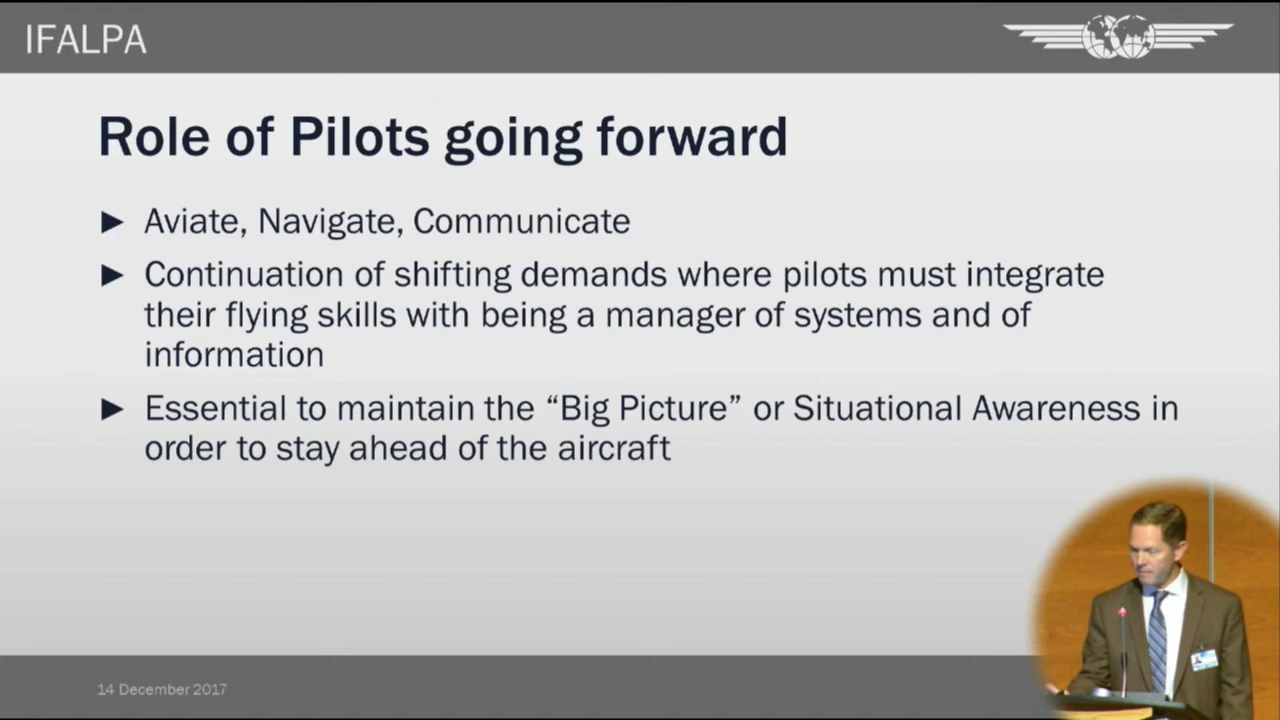 IFALPA
Role of Pilots going forward
► Aviate, Navigate, Communicate
► Continuation of shifting demands where pilots must integrate
their flying skills with being a manager of systems and of
information
► Essential to maintain the “Big Picture” or Situational Awareness in
order to stay ahead of the aircraft
14 December 2017